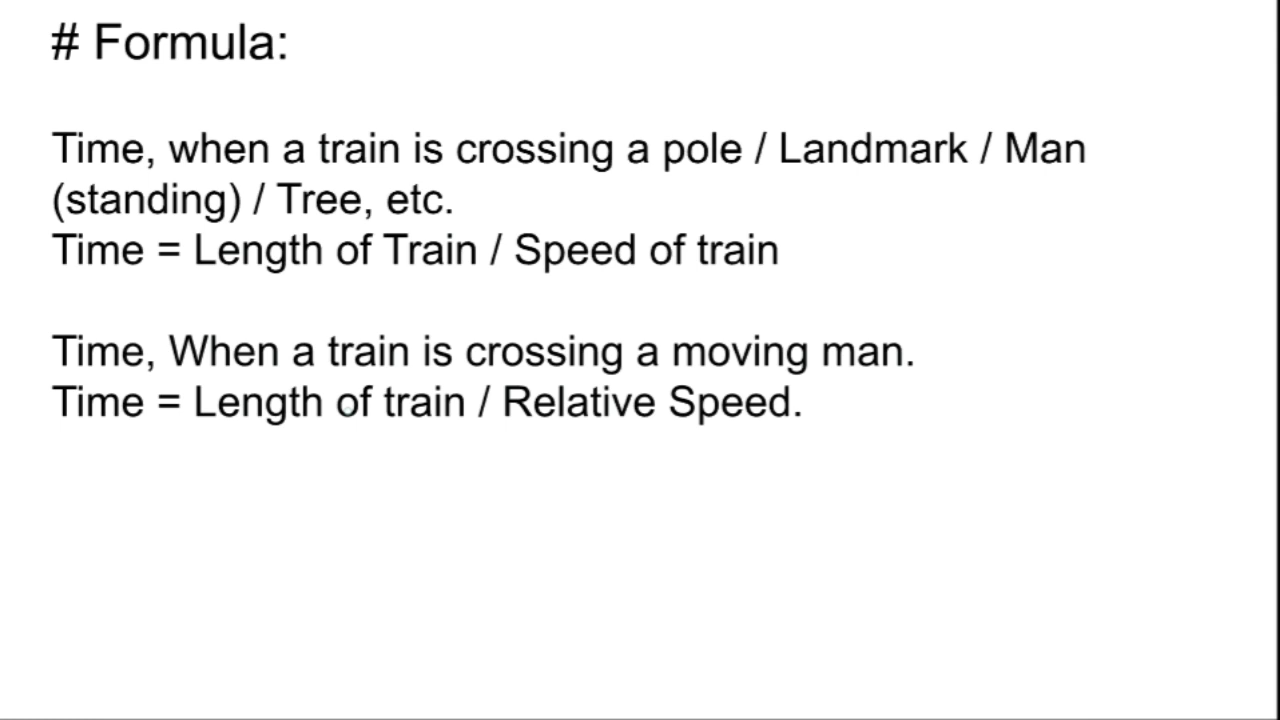 # Formula:
Time, when a train is crossing a pole / Landmark / Man
(standing) / Tree, etc.
Time = Length of Train / Speed of train
Time, When a train is crossing a moving man.
Time = Length of train / Relative Speed.